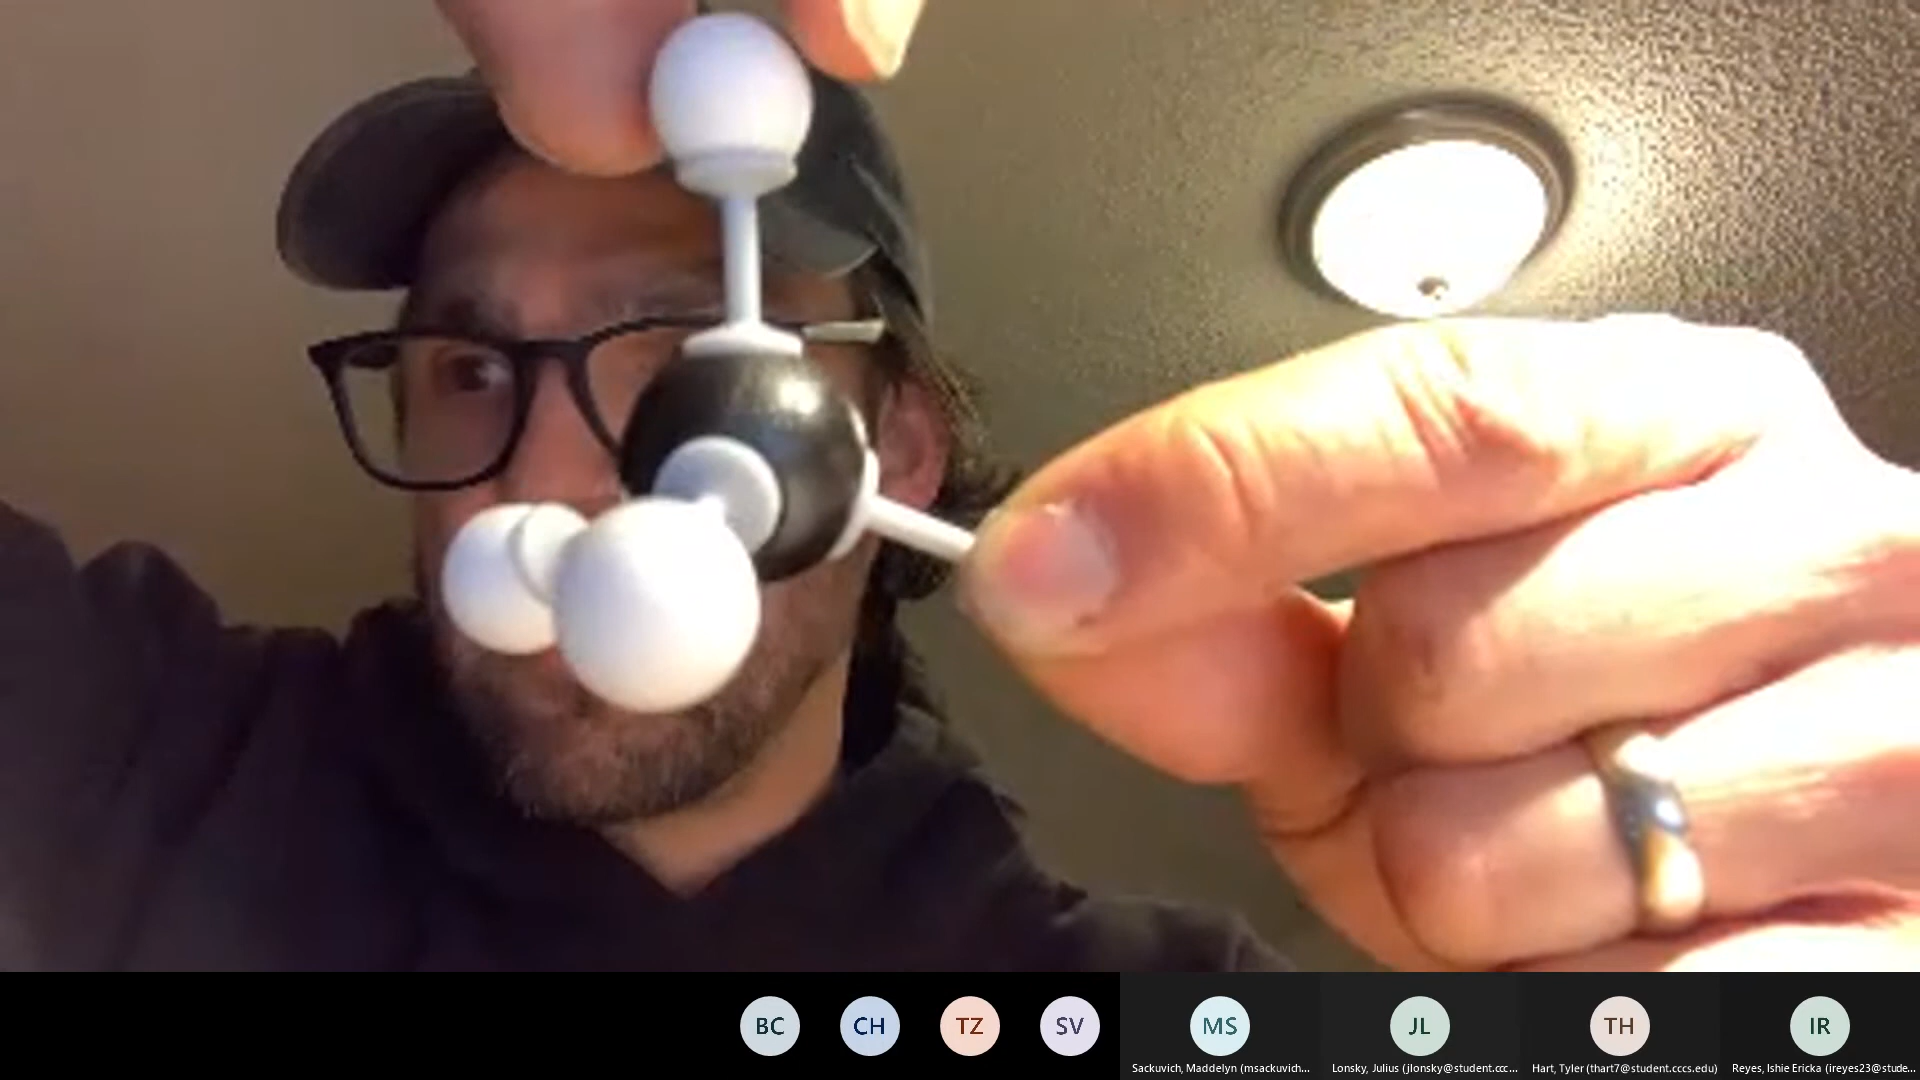 BC CH TZ SV MS JL TH IR
Sackuvich, Maddelyn (msackuvich... Lonsky, Julius (jlonsky@student.ccc... Hart, Tyler (thart7@student.cccs.edu) Reyes, Ishie Ericka (ireyes23@stude...